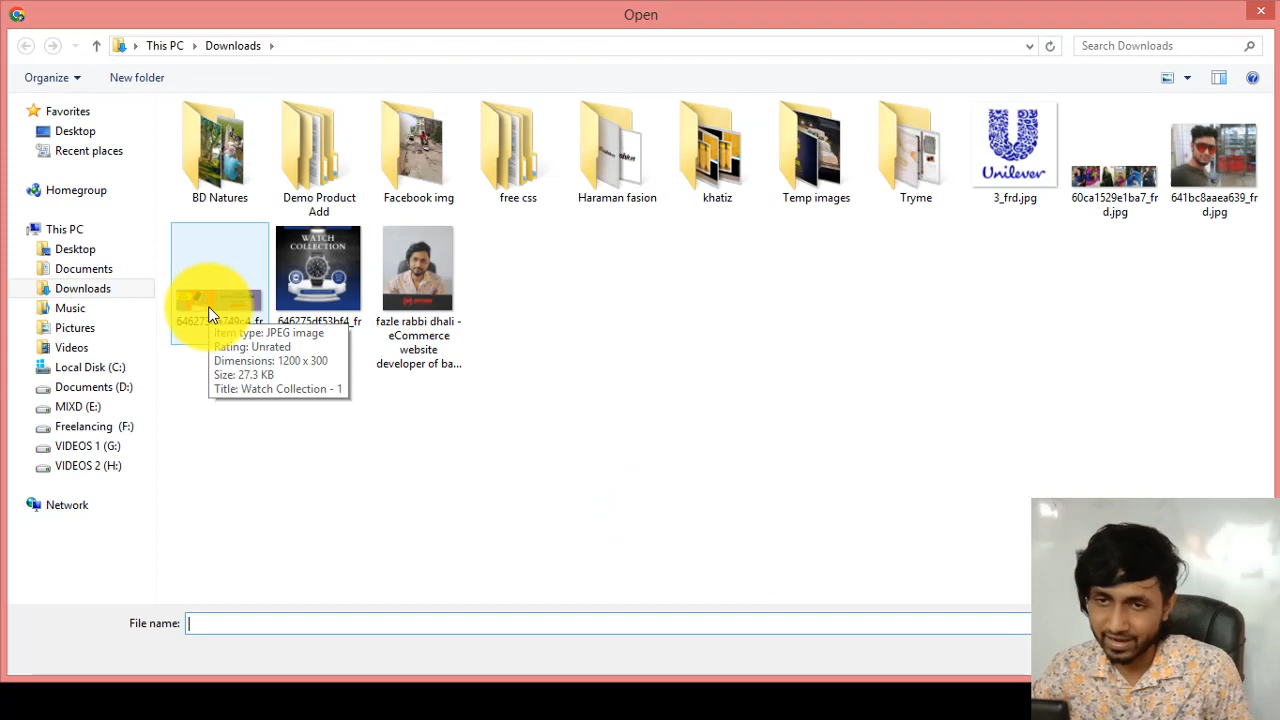 Open
This PC
Downloads
Search Downloads
Organize
New folder
Favorites
Desktop
Recent places
Homegroup
This PC
Desktop
Documents
Downloads
Music
Pictures
Videos
Local Disk (C:)
Documents (D:)
MIXD (E:)
Freelancing (F:)
VIDEOS 1 (G:)
VIDEOS 2 (H:)
Network
BD Natures
Demo Product
Add
Facebook img
free css
Haraman fasion
khatiz
Temp images
Tryme
Unilever
3_frd.jpg
60ca1529e1ba7_fr
d.jpg
641bc8aaea639_fr
d.jpg
WATCH
COLLECTION
646275df53bf4_fr
fazle rabbi dhali -
eCommerce
website
developer of ba...
Item type: JPEG image
Rating: Unrated
Dimensions: 1200 x 300
Size: 27.3 KB
Title: Watch Collection - 1
File name: